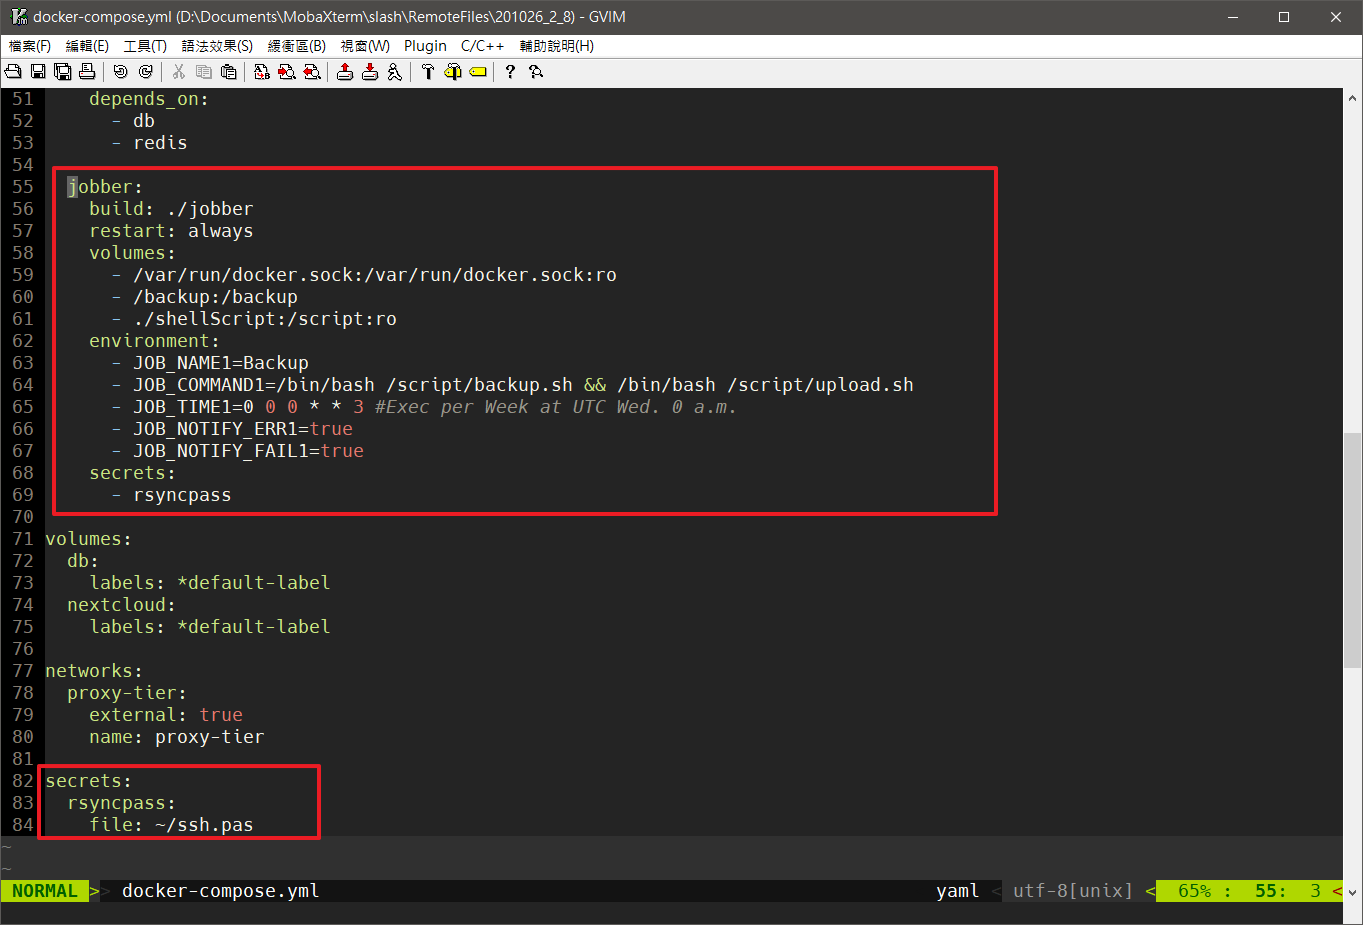 docker-compose.yml (D:\Documents\MobaXterm\slash\RemoteFiles\201026_2_8) - GVIM
檔案(F) 編輯(E) 工具(T) 語法效果(S) 緩衝區(B) 視窗(W) Plugin C/C++ 輔助說明(H)
51     depends_on:
52       - db
53       - redis
54
55   jobber:
56     build: ./jobber
57     restart: always
58     volumes:
59       - /var/run/docker.sock:/var/run/docker.sock:ro
60       - /backup:/backup
61       - ./shellScript:/script:ro
62     environment:
63       - JOB_NAME1=Backup
64       - JOB_COMMAND1=/bin/bash /script/backup.sh && /bin/bash /script/upload.sh
65       - JOB_TIME1=0 0 0 * * 3 #Exec per Week at UTC Wed. 0 a.m.
66       - JOB_NOTIFY_ERR1=true
67       - JOB_NOTIFY_FAIL1=true
68     secrets:
69       - rsyncpass
70
71 volumes:
72   db:
73     labels: *default-label
74   nextcloud:
75     labels: *default-label
76
77 networks:
78   proxy-tier:
79     external: true
80     name: proxy-tier
81
82 secrets:
83   rsyncpass:
84     file: ~/ssh.pas
~
~
NORMAL >> docker-compose.yml yaml < utf-8[unix] < 65% : 55: 3 <